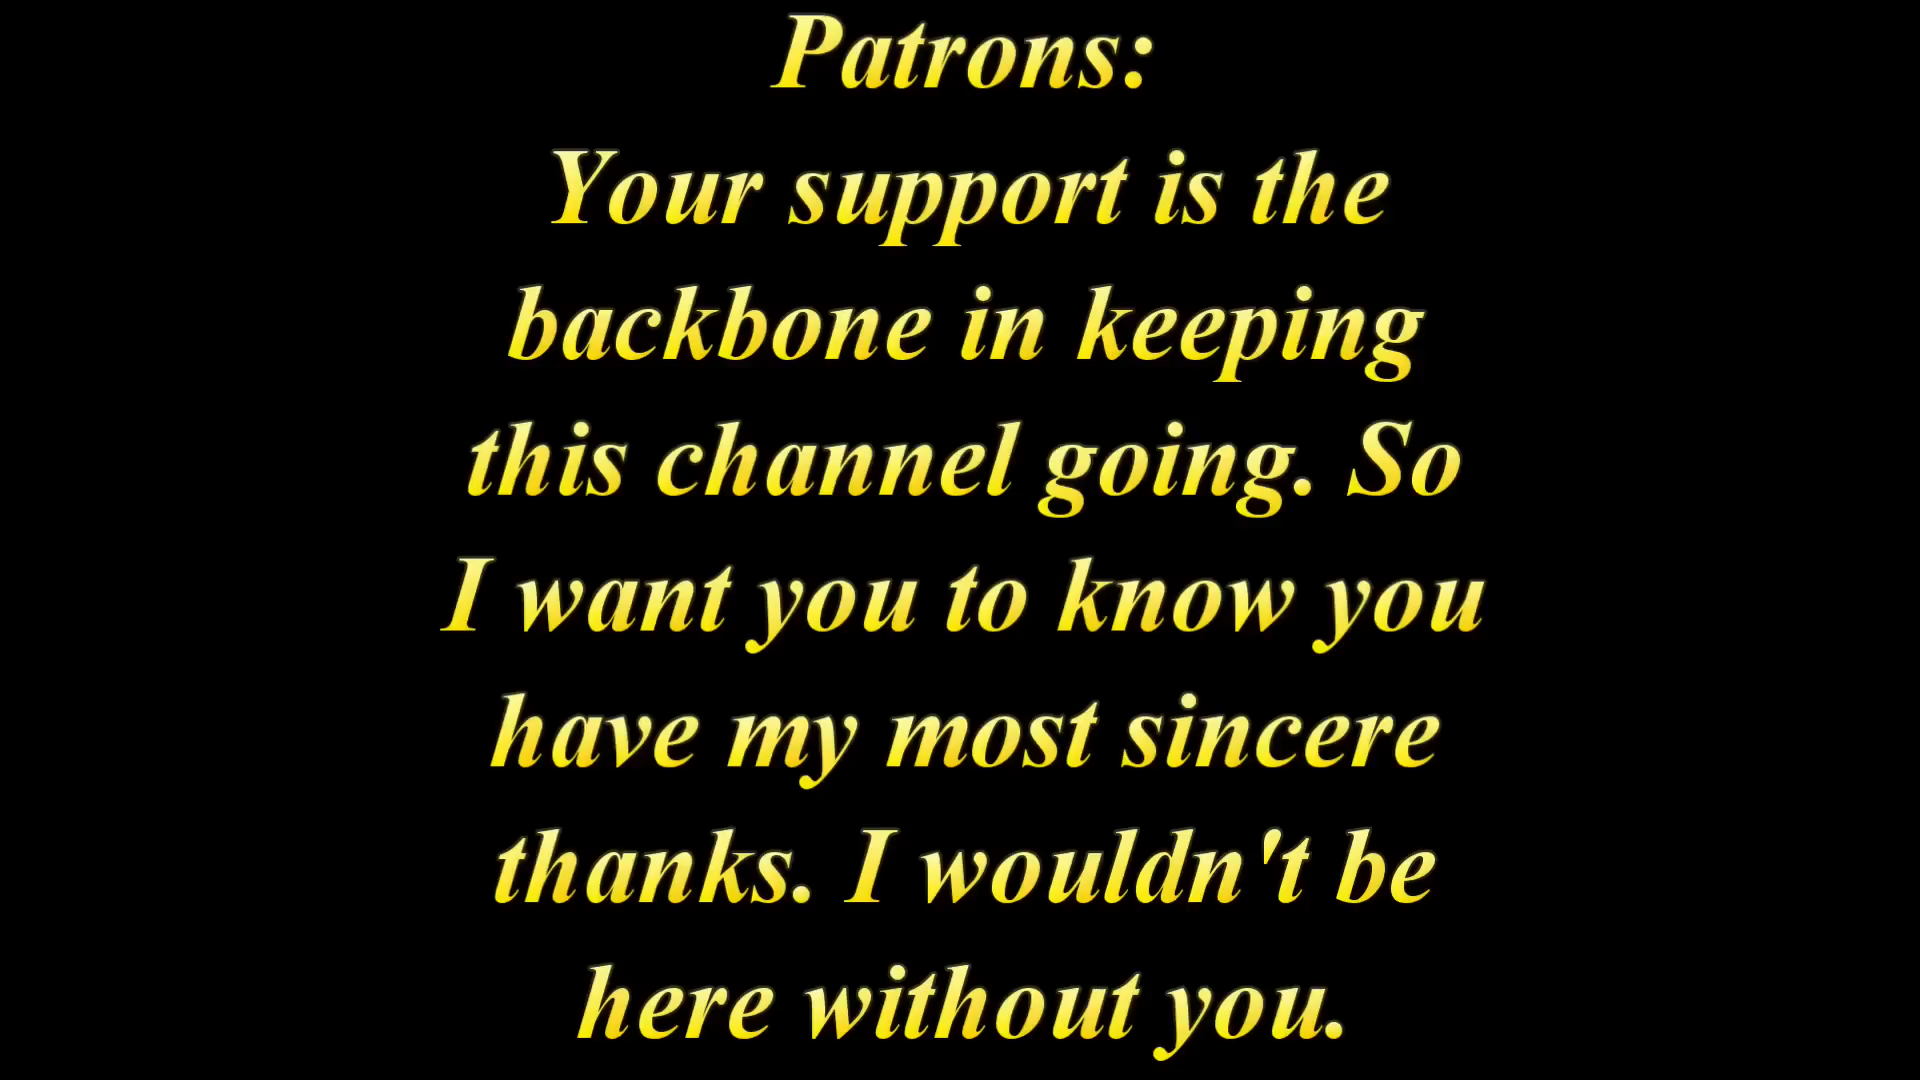 Patrons:
Your support is the
backbone in keeping
this channel going. So
I want you to know you
have my most sincere
thanks. I wouldn't be
here without you.